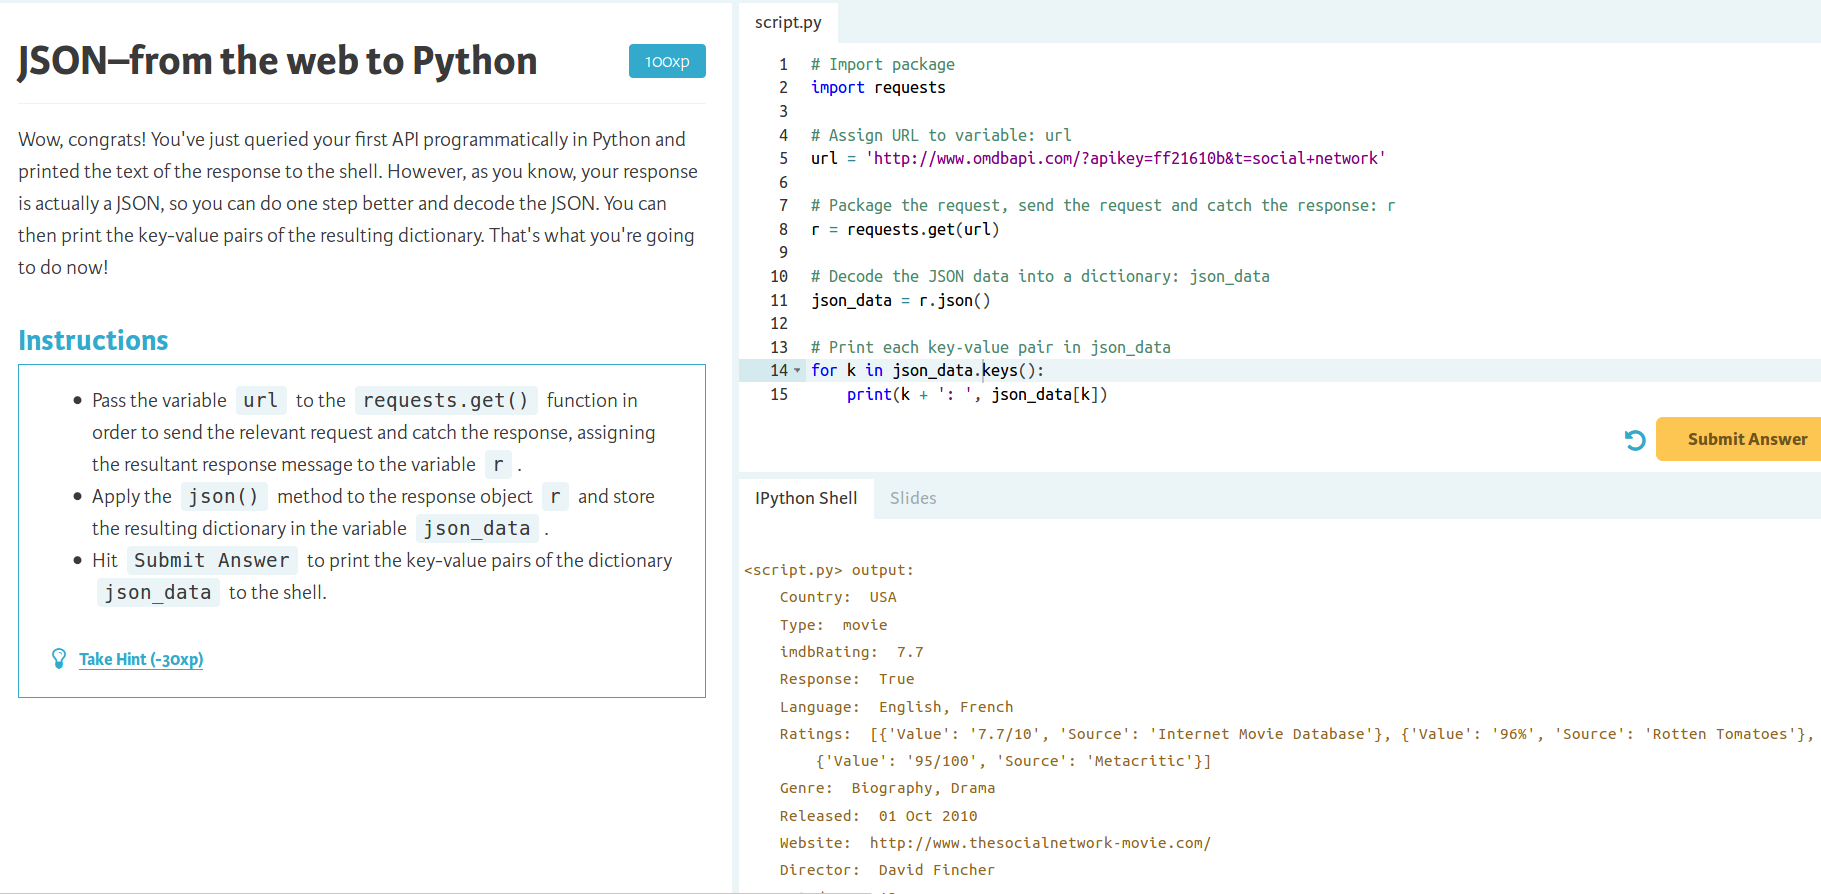 JSON–from the web to Python
100xp
Wow, congrats! You've just queried your first API programmatically in Python and
printed the text of the response to the shell. However, as you know, your response
is actually a JSON, so you can do one step better and decode the JSON. You can
then print the key-value pairs of the resulting dictionary. That's what you're going
to do now!
Instructions
Pass the variable url to the requests.get() function in
order to send the relevant request and catch the response, assigning
the resultant response message to the variable r .
Apply the json() method to the response object r and store
the resulting dictionary in the variable json_data .
Hit Submit Answer to print the key-value pairs of the dictionary
json_data to the shell.
Take Hint (-30xp)
script.py
1 # Import package
2 import requests
3
4 # Assign URL to variable: url
5 url = 'http://www.omdbapi.com/?apikey=ff21610b&t=social+network'
6
7 # Package the request, send the request and catch the response: r
8 r = requests.get(url)
9
10 # Decode the JSON data into a dictionary: json_data
11 json_data = r.json()
12
13 # Print each key-value pair in json_data
14 for k in json_data.keys():
15 print(k + ': ', json_data[k])
Submit Answer
IPython Shell
Slides
<script.py> output:
Country: USA
Type: movie
imdbRating: 7.7
Response: True
Language: English, French
Ratings: [{'Value': '7.7/10', 'Source': 'Internet Movie Database'}, {'Value': '96%', 'Source': 'Rotten Tomatoes'},
{'Value': '95/100', 'Source': 'Metacritic'}]
Genre: Biography, Drama
Released: 01 Oct 2010
Website: http://www.thesocialnetwork-movie.com/
Director: David Fincher